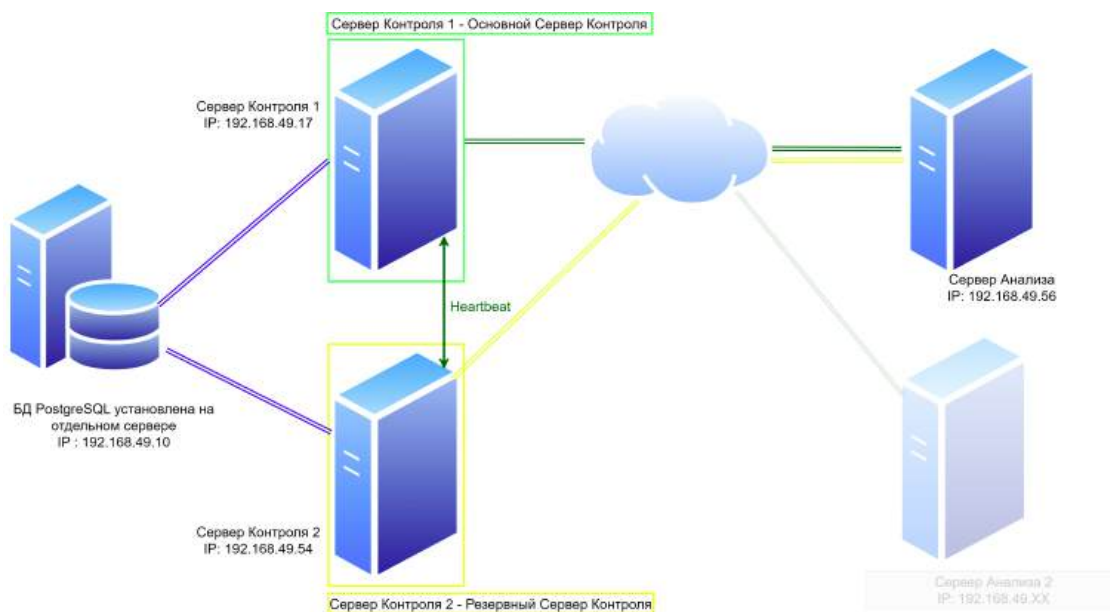 Сервер Контроля 1 - Основной Сервер Контроля
Сервер Контроля 1
IP: 192.168.49.17
Heartbeat
Сервер Анализа
IP: 192.168.49.56
БД PostgreSQL установлена на
отдельном сервере
IP : 192.168.49.10
Сервер Контроля 2
IP: 192.168.49.54
Сервер Анализа 2
IP: 192.168.49.XX
Сервер Контроля 2 - Резервный Сервер Контроля